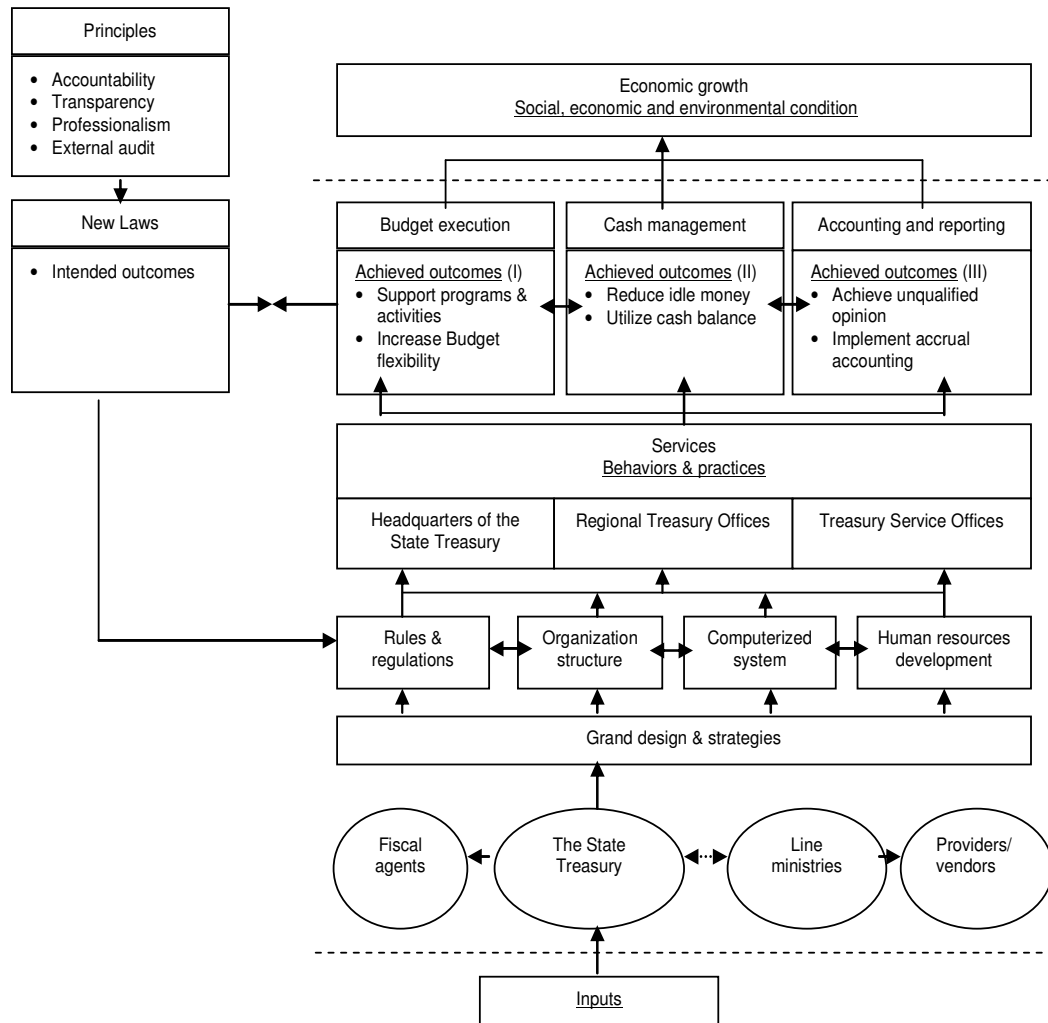 Principles
• Accountability
• Transparency
• Professionalism
• External audit
New Laws
• Intended outcomes
Economic growth
Social, economic and environmental condition
Budget execution
Achieved outcomes (I)
• Support programs &
activities
• Increase Budget
flexibility
Cash management
Achieved outcomes (II)
• Reduce idle money
• Utilize cash balance
Accounting and reporting
Achieved outcomes (III)
• Achieve unqualified
opinion
• Implement accrual
accounting
Services
Behaviors & practices
Headquarters of the
State Treasury
Regional Treasury Offices
Treasury Service Offices
Rules &
regulations
Organization
structure
Computerized
system
Human resources
development
Grand design & strategies
Fiscal
agents
The State
Treasury
Line
ministries
Providers/
vendors
Inputs